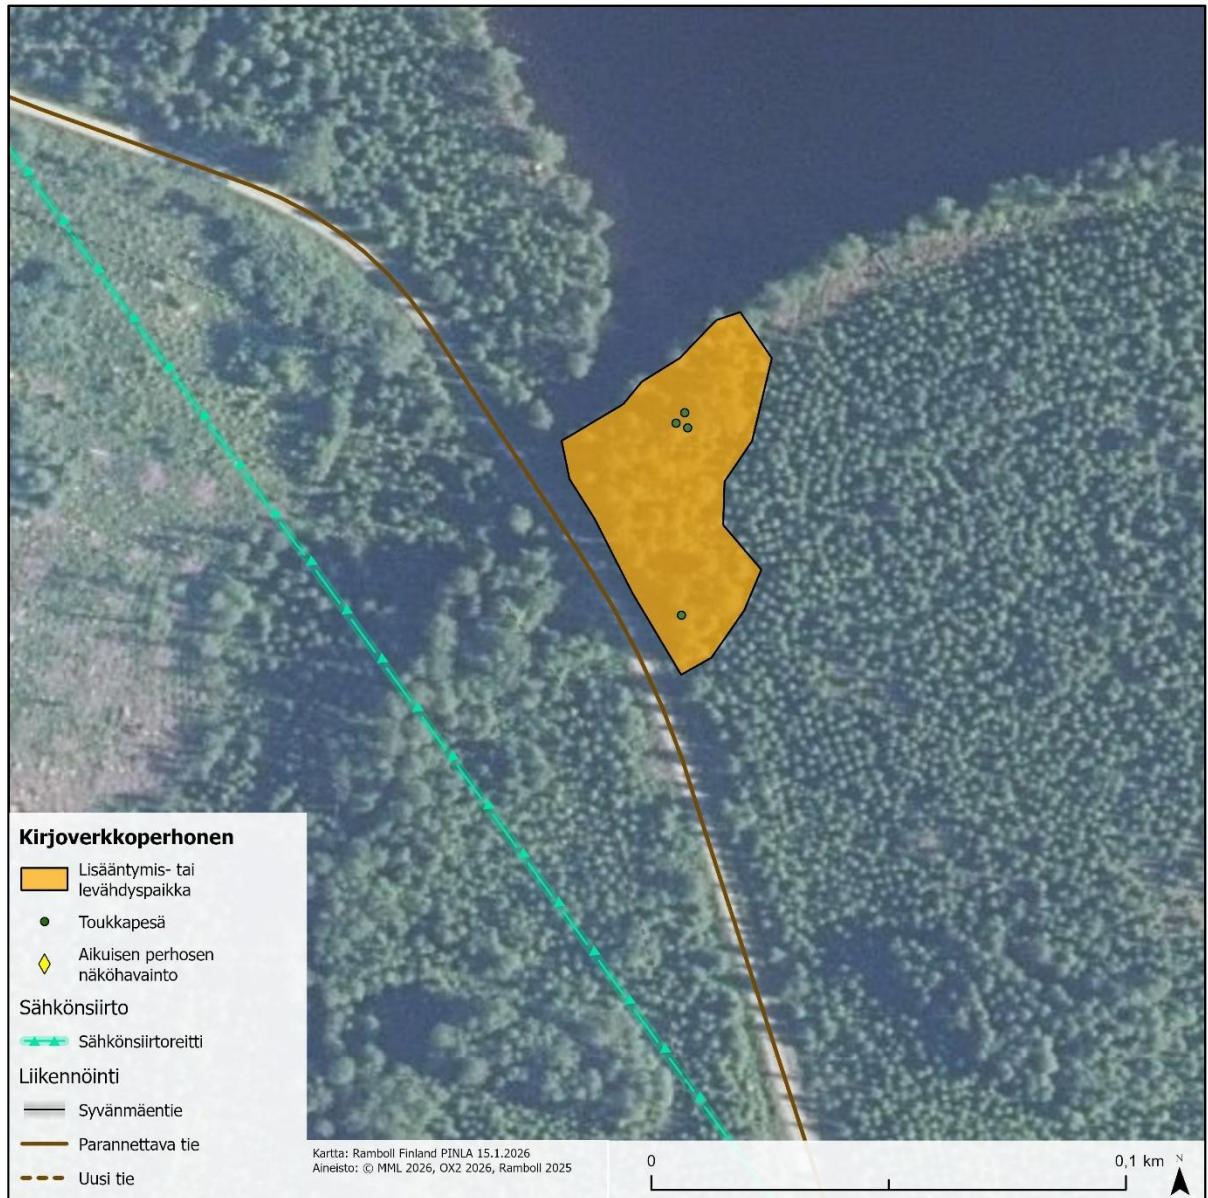 Kirjoverkkoperhonen
Lisääntymis- tai
levähdyspaikka
Toukkapesä
Aikuisen perhosen
näköhavainto
Sähkönsiirto
Sähkönsiirtoreitti
Liikennöinti
Syvänmäentie
Parannettava tie
Uusi tie
Kartta: Ramboll Finland PINLA 15.1.2026
Aineisto: © MML 2026, OX2 2026, Ramboll 2025
0
0,1 km
N